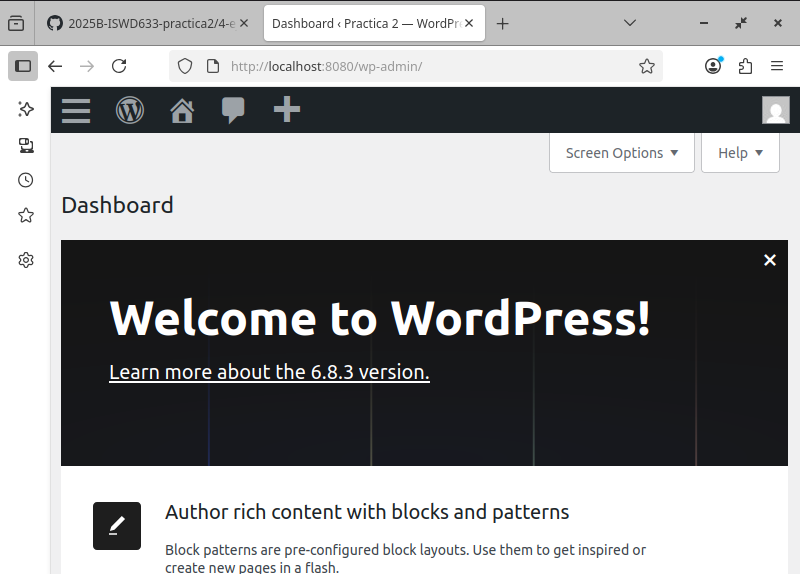 2025B-ISWD633-practica2/4-e
Dashboard ‹ Practica 2 — WordPr
http://localhost:8080/wp-admin/
Screen Options
Help
Dashboard
Welcome to WordPress!
Learn more about the 6.8.3 version.
Author rich content with blocks and patterns
Block patterns are pre-configured block layouts. Use them to get inspired or
create new pages in a flash.